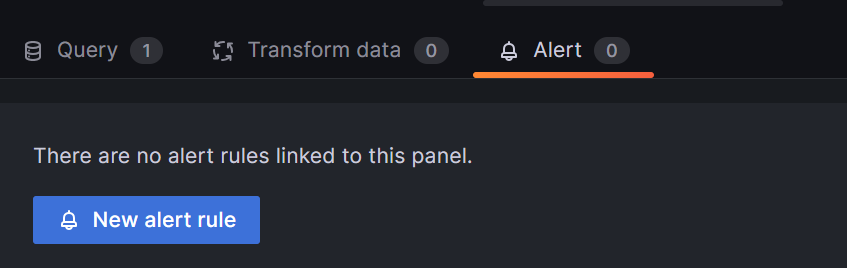 Query 1 Transform data 0 Alert 0
There are no alert rules linked to this panel.
New alert rule